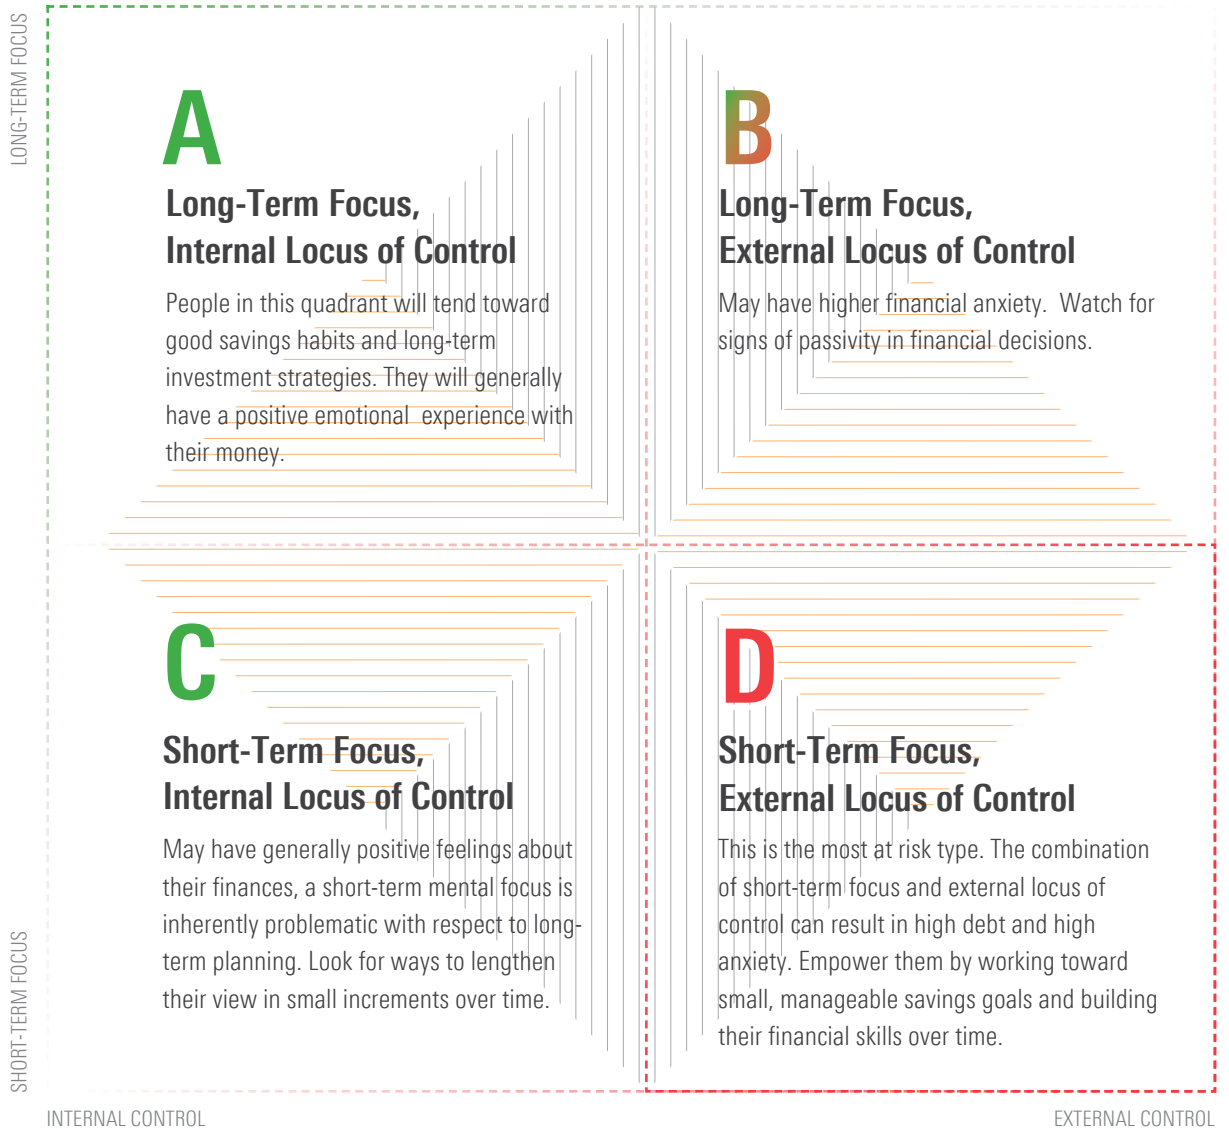 LONG-TERM FOCUS
A
Long-Term Focus,
Internal Locus of Control
People in this quadrant will tend toward
good savings habits and long-term
investment strategies. They will generally
have a positive emotional experience with
their money.
B
Long-Term Focus,
External Locus of Control
May have higher financial anxiety. Watch for
signs of passivity in financial decisions.
C
Short-Term Focus,
Internal Locus of Control
May have generally positive feelings about
their finances, a short-term mental focus is
inherently problematic with respect to long-
term planning. Look for ways to lengthen
their view in small increments over time.
D
Short-Term Focus,
External Locus of Control
This is the most at risk type. The combination
of short-term focus and external locus of
control can result in high debt and high
anxiety. Empower them by working toward
small, manageable savings goals and building
their financial skills over time.
SHORT-TERM FOCUS
INTERNAL CONTROL
EXTERNAL CONTROL